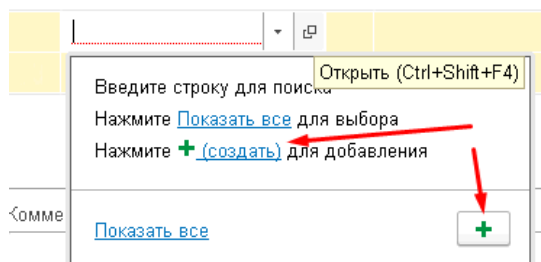 Открыть (Ctrl+Shift+F4)
Введите строку для поиска
Нажмите Показать все для выбора
Нажмите + (создать) для добавления
Комме
Показать все
+